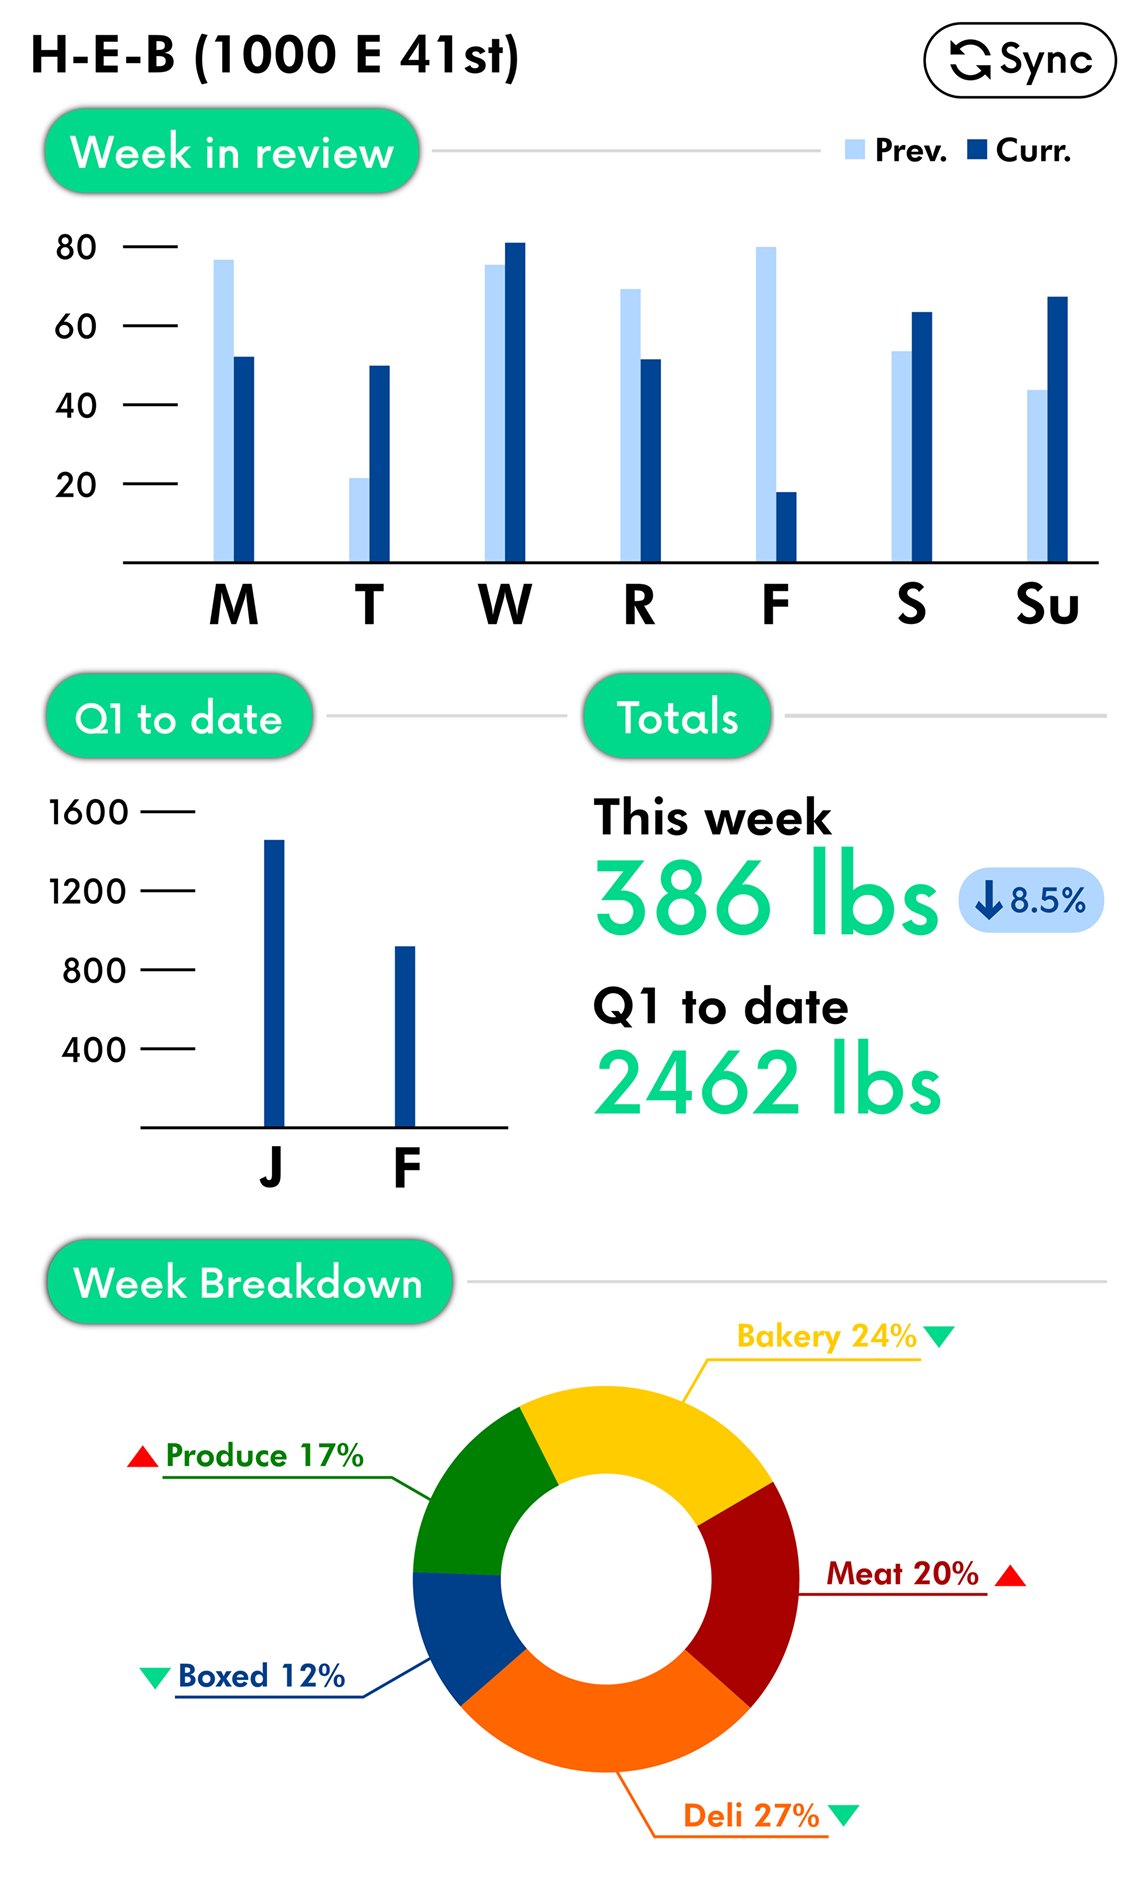 H-E-B (1000 E 41st)
Sync
Week in review
Prev. Curr.
80
60
40
20
M T W R F S Su
Q1 to date
1600
1200
800
400
J F
Totals
This week
386 lbs
8.5%
Q1 to date
2462 lbs
Week Breakdown
Bakery 24%
Produce 17%
Meat 20%
Boxed 12%
Deli 27%